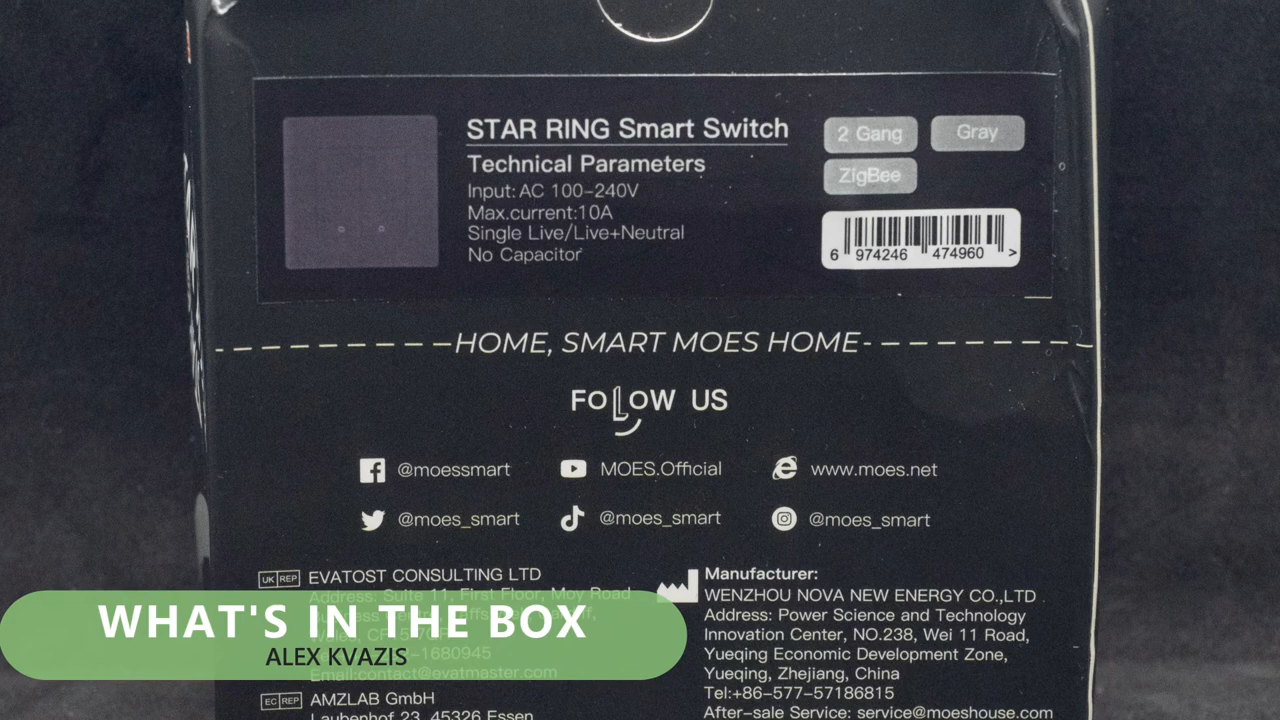 STAR RING Smart Switch
Technical Parameters
Input: AC 100-240V
Max.current:10A
Single Live/Live+Neutral
No Capacitor
2 Gang
Gray
ZigBee
6 974246 474960 >
HOME, SMART MOES HOME
FOLLOW US
@moessmart
MOES.Official
www.moes.net
@moes_smart
@moes_smart
@moes_smart
UK REP
EVATOST CONSULTING LTD
Address: Suite 11, First Floor, Moy Road
-1680945
Email:contact@evatmaster.com
EC REP
AMZLAB GmbH
Laubenhof 23, 45326 Essen
Manufacturer:
WENZHOU NOVA NEW ENERGY CO.,LTD
Address: Power Science and Technology
Innovation Center, NO.238, Wei 11 Road,
Yueqing Economic Development Zone,
Yueqing, Zhejiang, China
Tel:+86-577-57186815
After-sale Service: service@moeshouse.com
WHAT'S IN THE BOX
ALEX KVAZIS